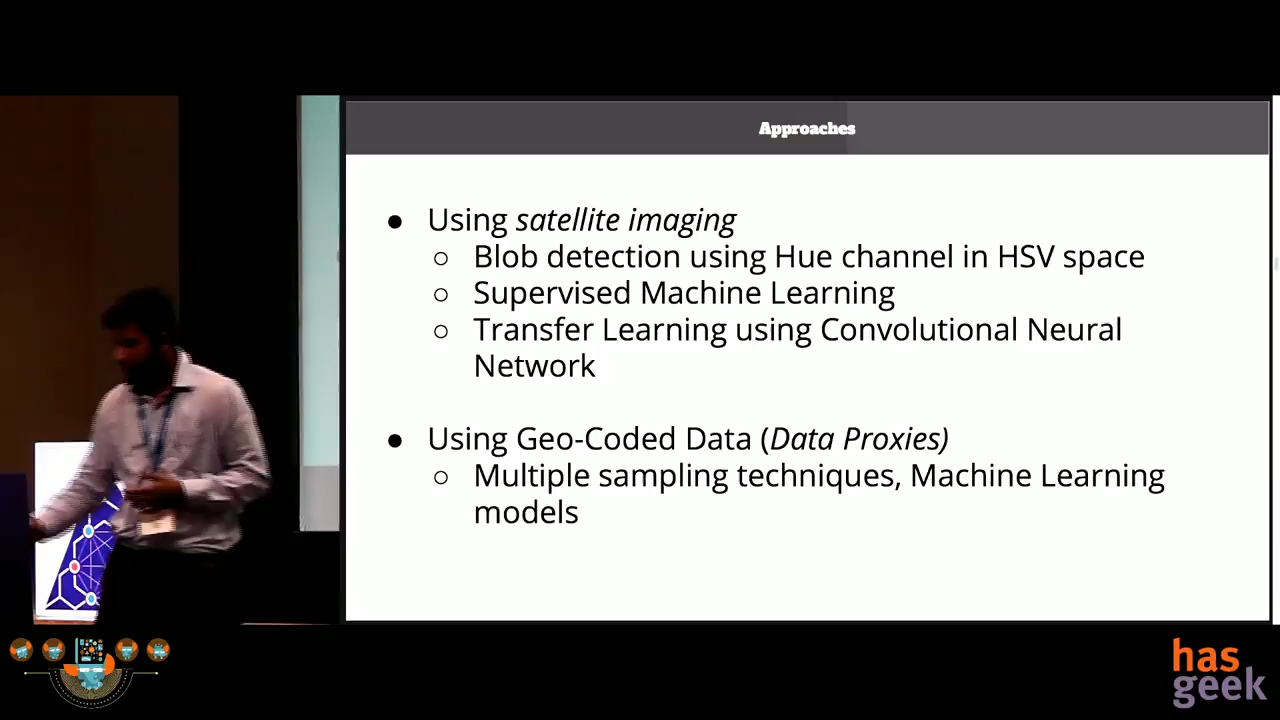 Approaches
● Using satellite imaging
○ Blob detection using Hue channel in HSV space
○ Supervised Machine Learning
○ Transfer Learning using Convolutional Neural
Network
● Using Geo-Coded Data (Data Proxies)
○ Multiple sampling techniques, Machine Learning
models
has
geek